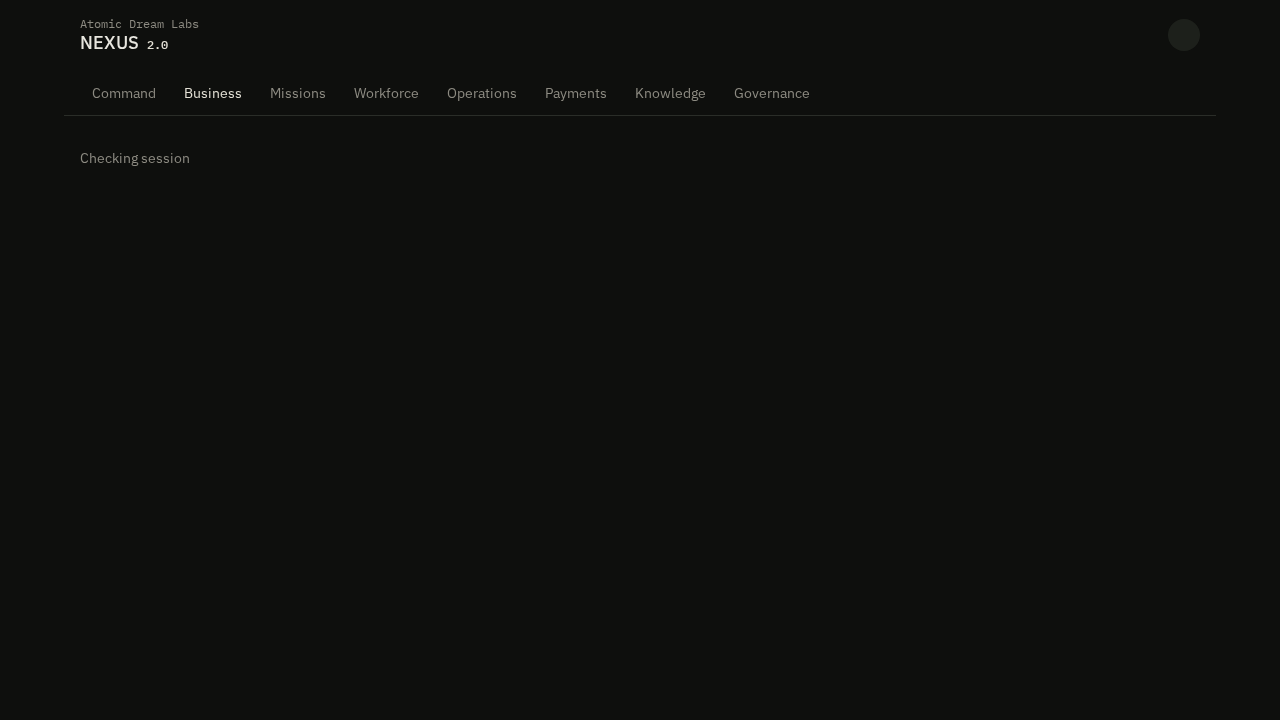 Atomic Dream Labs
NEXUS 2.0
Command Business Missions Workforce Operations Payments Knowledge Governance
Checking session